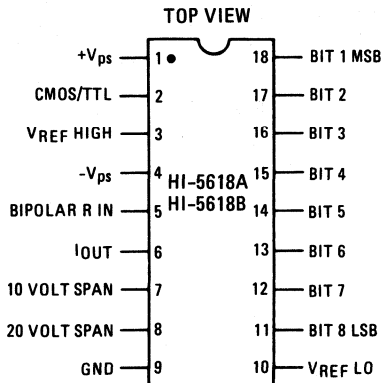 TOP VIEW
+Vps 1 18 BIT 1 MSB
CMOS/TTL 2 17 BIT 2
VREF HIGH 3 16 BIT 3
-Vps 4 15 BIT 4
HI-5618A
BIPOLAR R IN 5 HI-5618B 14 BIT 5
IOUT 6 13 BIT 6
10 VOLT SPAN 7 12 BIT 7
20 VOLT SPAN 8 11 BIT 8 LSB
GND 9 10 VREF LO